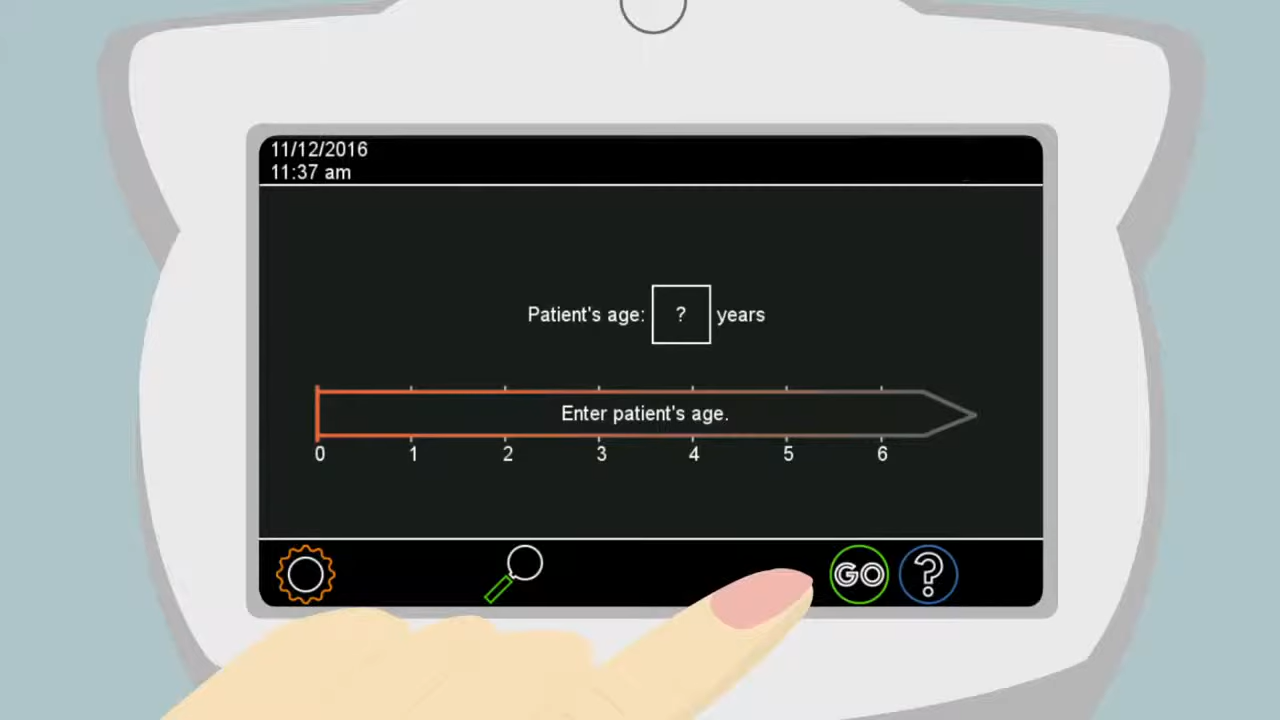 11/12/2016
11:37 am
Patient's age: ? years
Enter patient's age.
0 1 2 3 4 5 6
GO ?